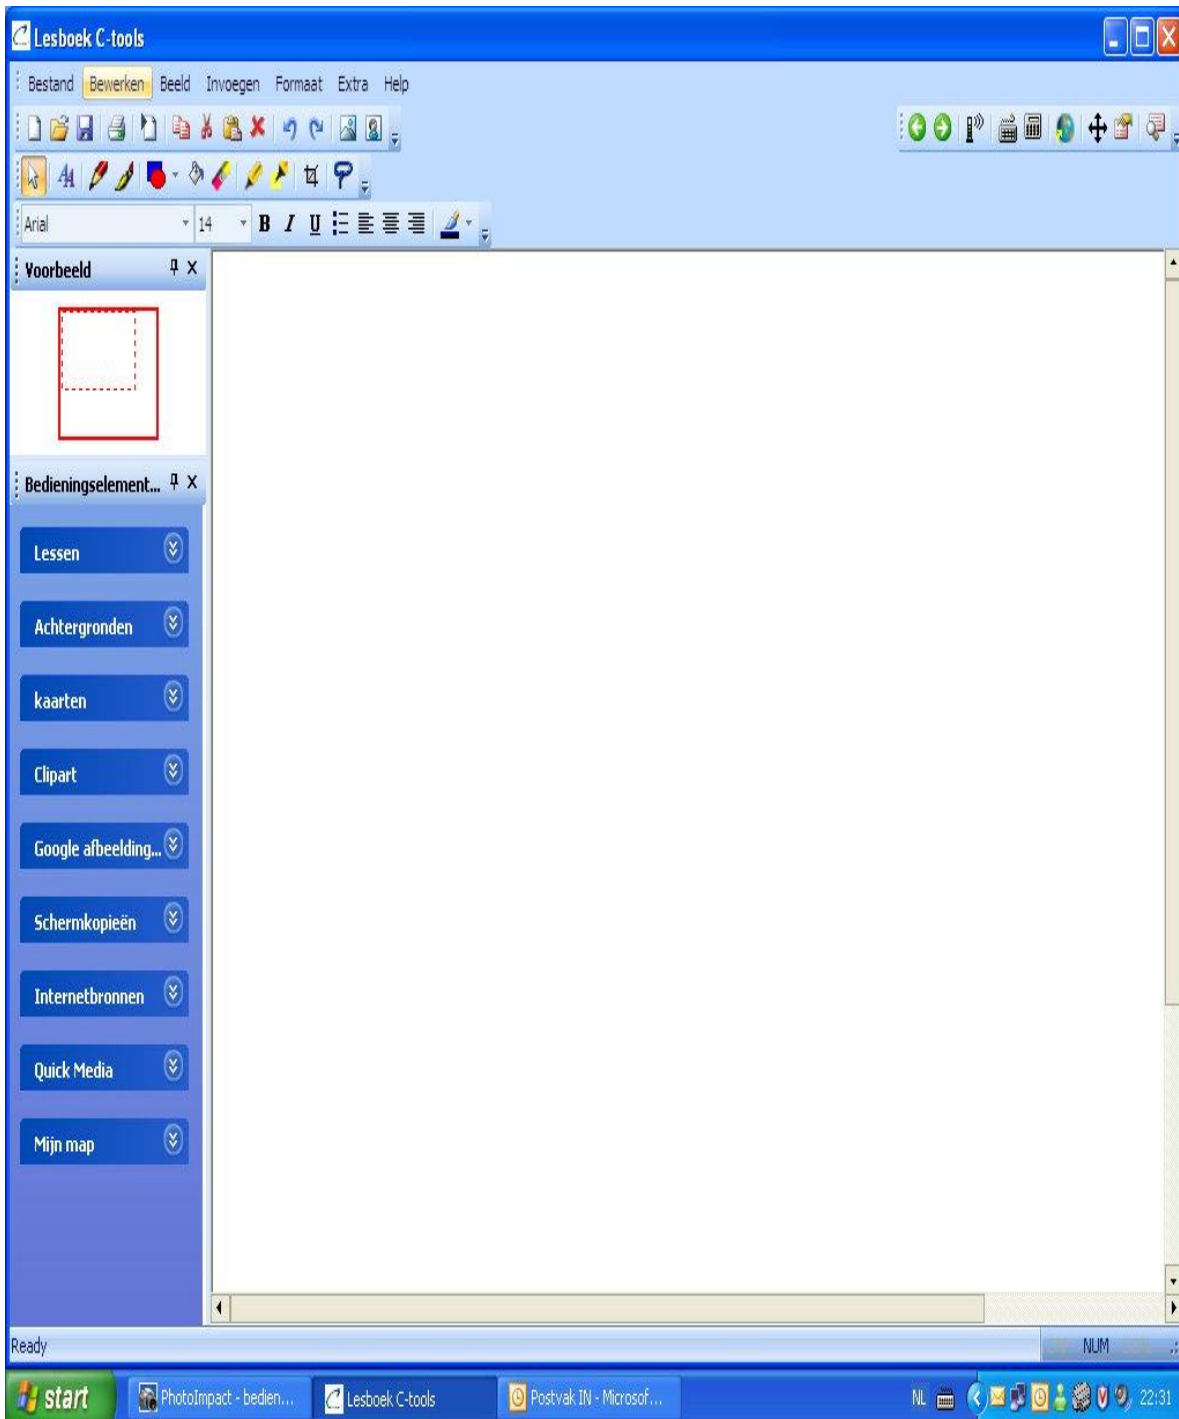 Lesboek C-tools
Bestand Bewerken Beeld Invoegen Formaat Extra Help
Arial 14 B I U
Voorbeeld
Bedieningselement...
Lessen
Achtergronden
kaarten
Clipart
Google afbeelding...
Schermkopieën
Internetbronnen
Quick Media
Mijn map
Ready NUM
start PhotoImpact - bedien... Lesboek C-tools Postvak IN - Microsof... NL 22:31